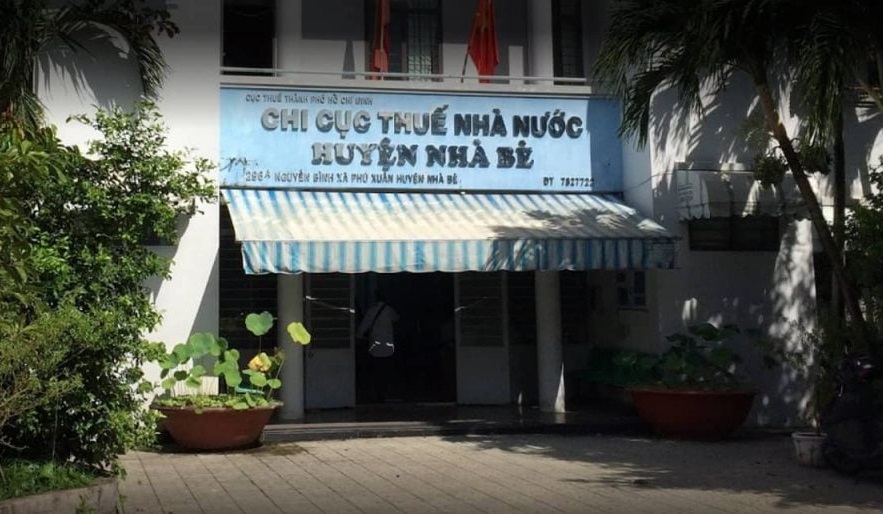 CỤC THUẾ THÀNH PHỐ HỒ CHÍ MINH
CHI CỤC THUẾ NHÀ NƯỚC
HUYỆN NHÀ BÈ
NGUYỄN BÌNH XÃ PHÚ XUÂN HUYỆN NHÀ BÈ
ĐT 7827722